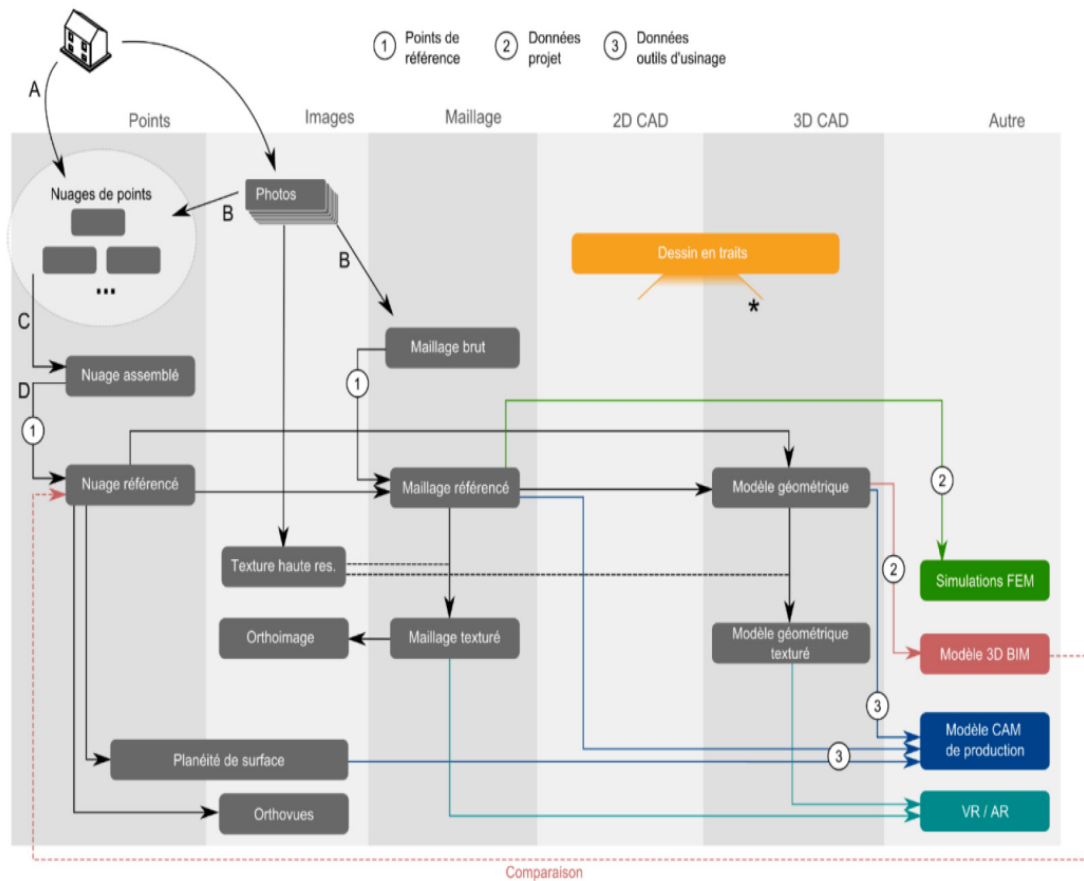 1 Points de
référence
2 Données
projet
3 Données
outils d'usinage
A
Points
Images
Maillage
2D CAD
3D CAD
Autre
Nuages de points
...
B
Photos
B
Dessin en traits
*
C
Maillage brut
Nuage assemblé
D
1
1
Nuage référencé
Maillage référencé
Modèle géométrique
2
Texture haute res.
2
Simulations FEM
Orthoimage
Maillage texturé
Modèle géométrique
texturé
Modèle 3D BIM
3
Modèle CAM
de production
Planéité de surface
3
Orthovues
VR / AR
Comparaison